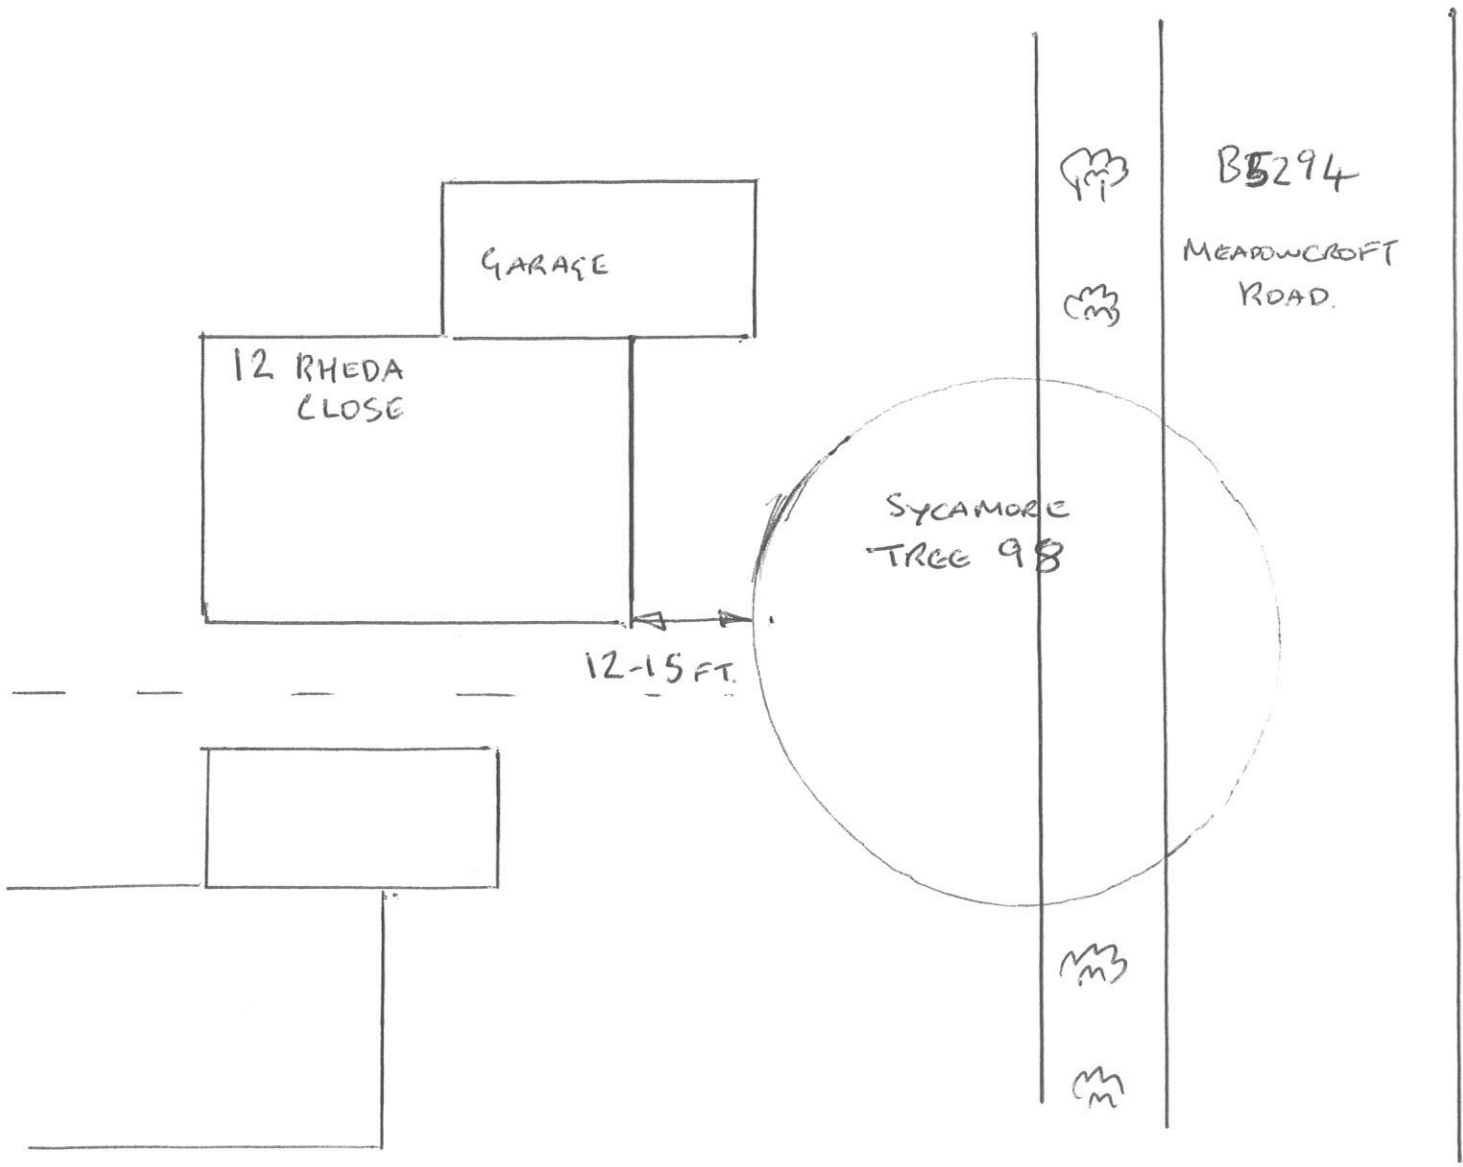 B5294
MEADOWCROFT
ROAD.
GARAGE
12 RHEDA
CLOSE
SYCAMORE
TREE 98
12-15 FT.